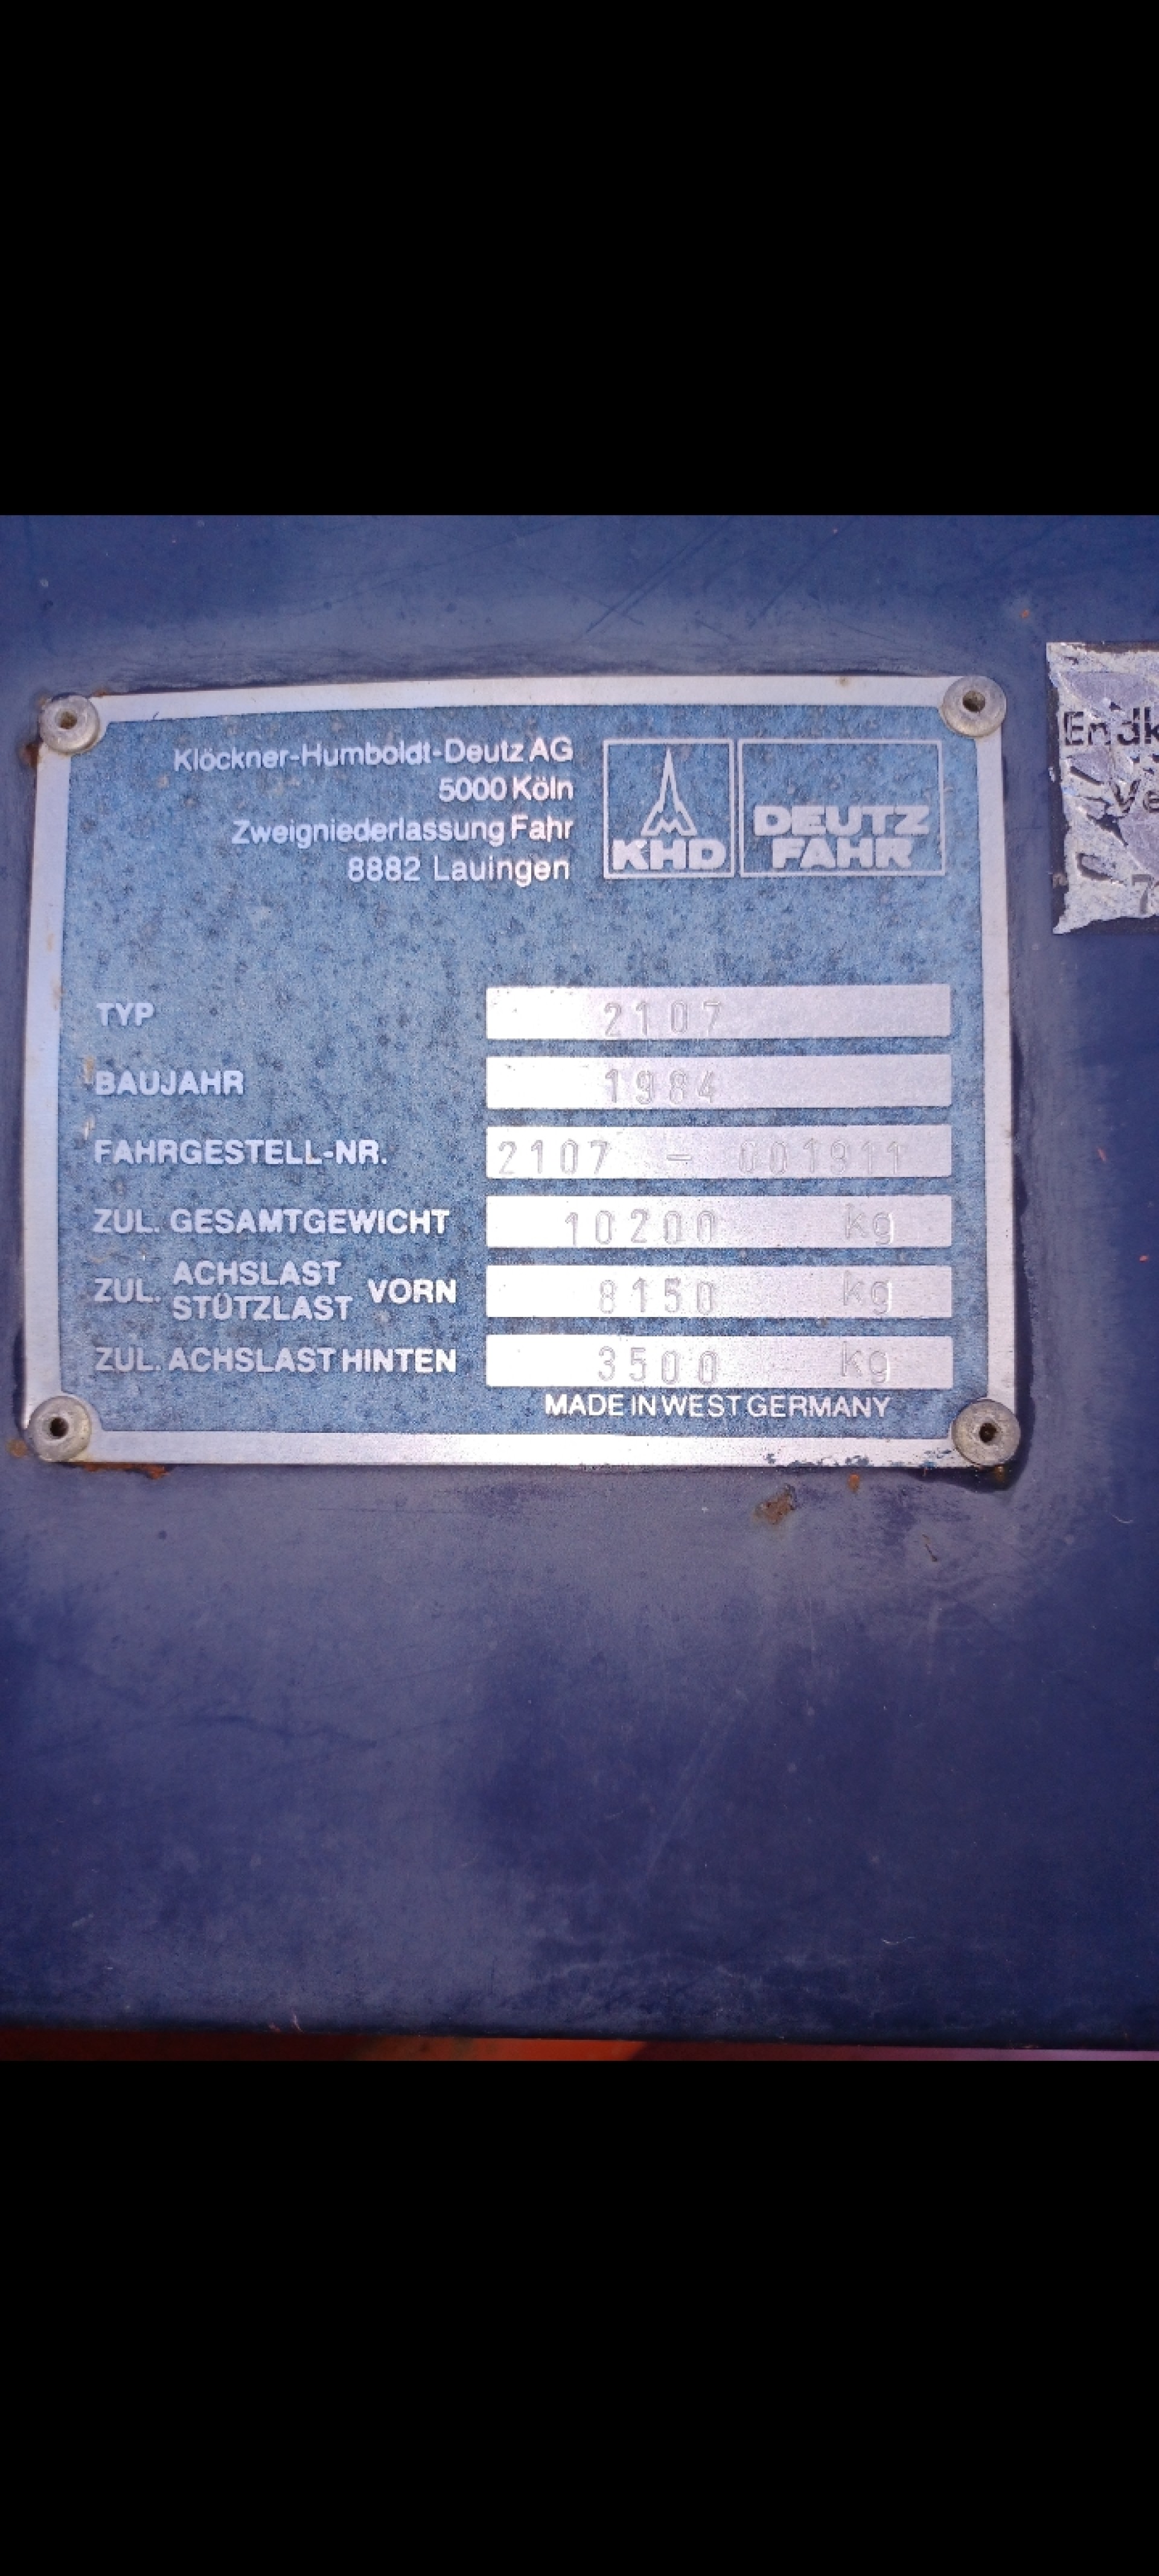 Klöckner-Humboldt-Deutz AG
5000 Köln
Zweigniederlassung Fahr
8882 Lauingen
KHD
DEUTZ
FAHR
TYP 2107
BAUJAHR 1984
FAHRGESTELL-NR. 2107 - 001911
ZUL. GESAMTGEWICHT 10200 kg
ZUL. ACHSLAST STÜTZLAST VORN 8150 kg
ZUL. ACHSLAST HINTEN 3500 kg
MADE IN WEST GERMANY